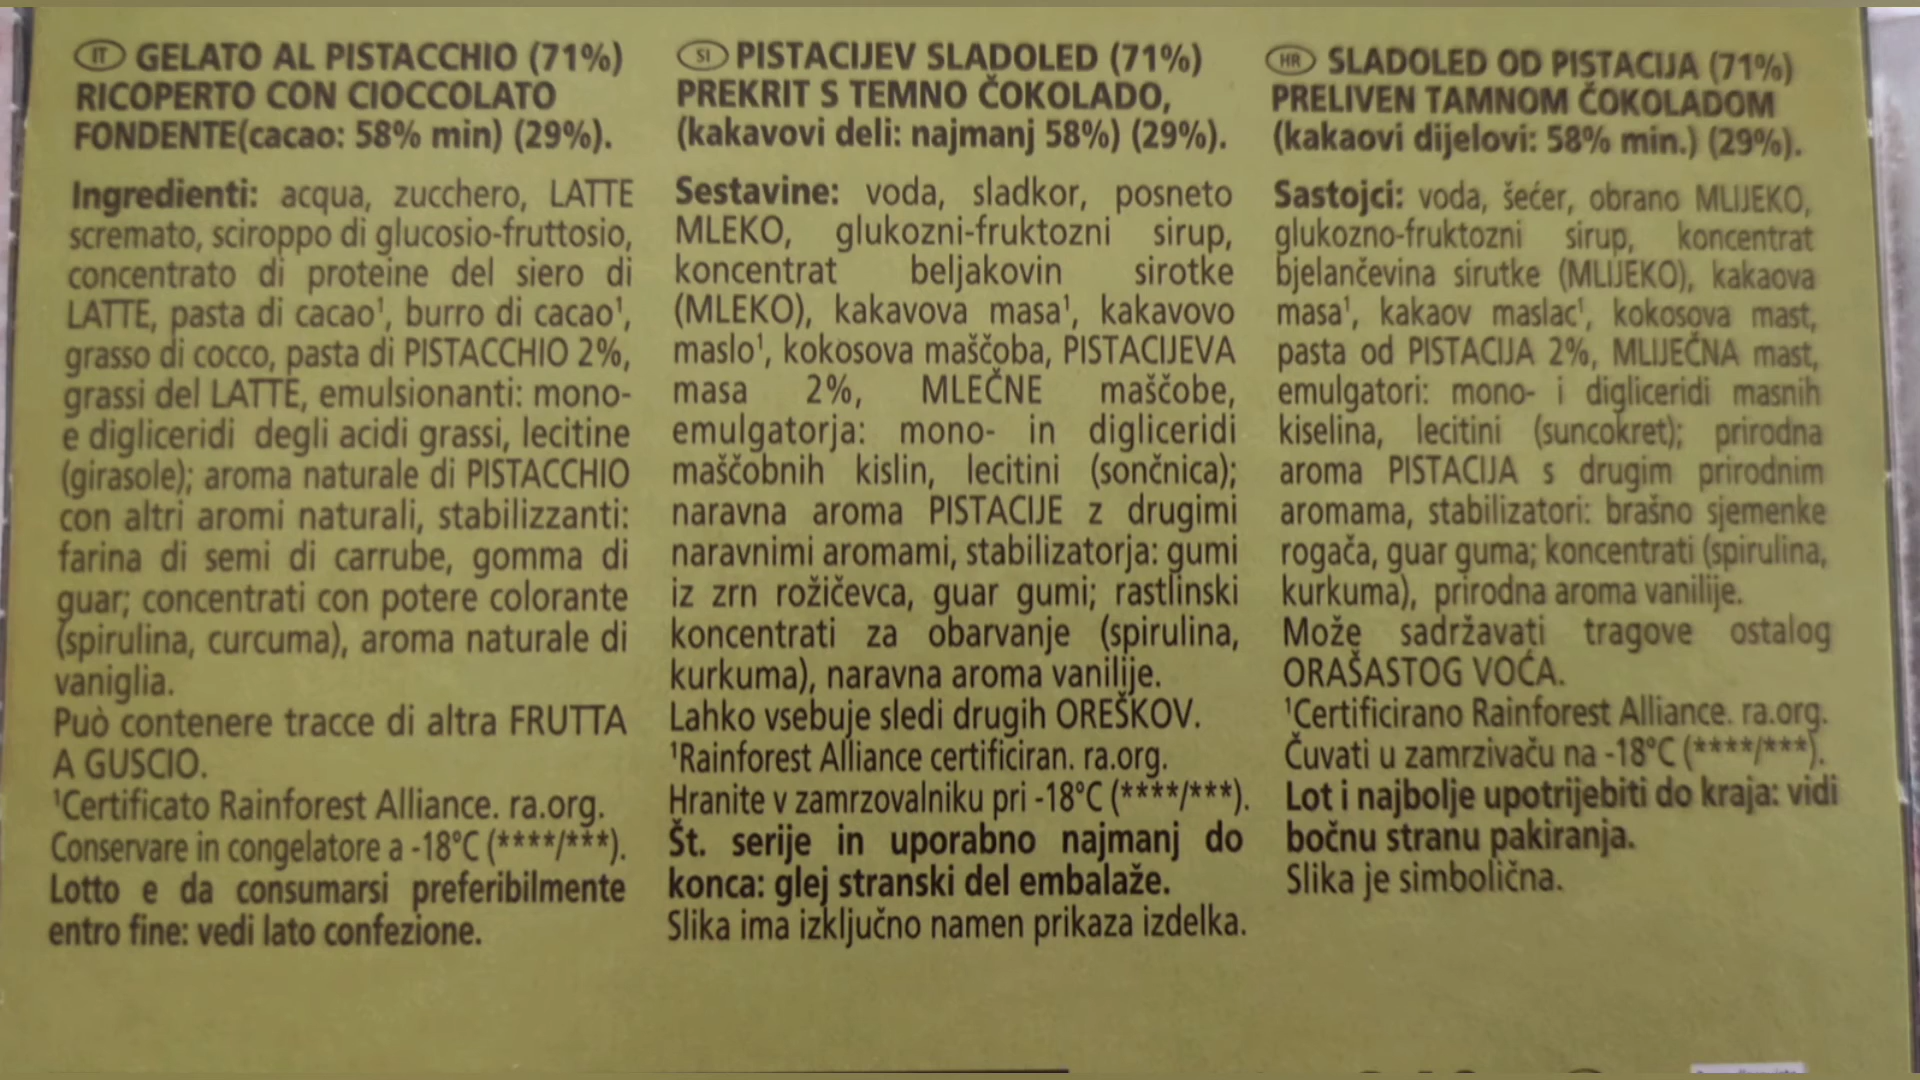 IT GELATO AL PISTACCHIO (71%)
RICOPERTO CON CIOCCOLATO
FONDENTE(cacao: 58% min) (29%).
Ingredienti: acqua, zucchero, LATTE
scremato, sciroppo di glucosio-fruttosio,
concentrato di proteine del siero di
LATTE, pasta di cacao¹, burro di cacao¹,
grasso di cocco, pasta di PISTACCHIO 2%,
grassi del LATTE, emulsionanti: mono-
e digliceridi degli acidi grassi, lecitine
(girasole); aroma naturale di PISTACCHIO
con altri aromi naturali, stabilizzanti:
farina di semi di carrube, gomma di
guar; concentrati con potere colorante
(spirulina, curcuma), aroma naturale di
vaniglia.
Può contenere tracce di altra FRUTTA
A GUSCIO.
¹Certificato Rainforest Alliance. ra.org.
Conservare in congelatore a -18°C (****/***).
Lotto e da consumarsi preferibilmente
entro fine: vedi lato confezione.
SI PISTACIJEV SLADOLED (71%)
PREKRIT S TEMNO ČOKOLADO,
(kakavovi deli: najmanj 58%) (29%).
Sestavine: voda, sladkor, posneto
MLEKO, glukozni-fruktozni sirup,
koncentrat beljakovin sirotke
(MLEKO), kakavova masa¹, kakavovo
maslo¹, kokosova maščoba, PISTACIJEVA
masa 2%, MLEČNE maščobe,
emulgatorja: mono- in digliceridi
maščobnih kislin, lecitini (sončnica);
naravna aroma PISTACIJE z drugimi
naravnimi aromami, stabilizatorja: gumi
iz zrn rožičevca, guar gumi; rastlinski
koncentrati za obarvanje (spirulina,
kurkuma), naravna aroma vanilije.
Lahko vsebuje sledi drugih OREŠKOV.
¹Rainforest Alliance certificiran. ra.org.
Hranite v zamrzovalniku pri -18°C (****/***).
Št. serije in uporabno najmanj do
konca: glej stranski del embalaže.
Slika ima izključno namen prikaza izdelka.
HR SLADOLED OD PISTACIJA (71%)
PRELIVEN TAMNOM ČOKOLADOM
(kakaovi dijelovi: 58% min.) (29%).
Sastojci: voda, šećer, obrano MLIJEKO,
glukozno-fruktozni sirup, koncentrat
bjelančevina sirutke (MLIJEKO), kakaova
masa¹, kakaov maslac¹, kokosova mast,
pasta od PISTACIJA 2%, MLIJEČNA mast,
emulgatori: mono- i digliceridi masnih
kiselina, lecitini (suncokret); prirodna
aroma PISTACIJA s drugim prirodnim
aromama, stabilizatori: brašno sjemenke
rogača, guar guma; koncentrati (spirulina,
kurkuma), prirodna aroma vanilije.
Može sadržavati tragove ostalog
ORAŠASTOG VOĆA.
¹Certificirano Rainforest Alliance. ra.org.
Čuvati u zamrzivaču na -18°C (****/***).
Lot i najbolje upotrijebiti do kraja: vidi
bočnu stranu pakiranja.
Slika je simbolična.